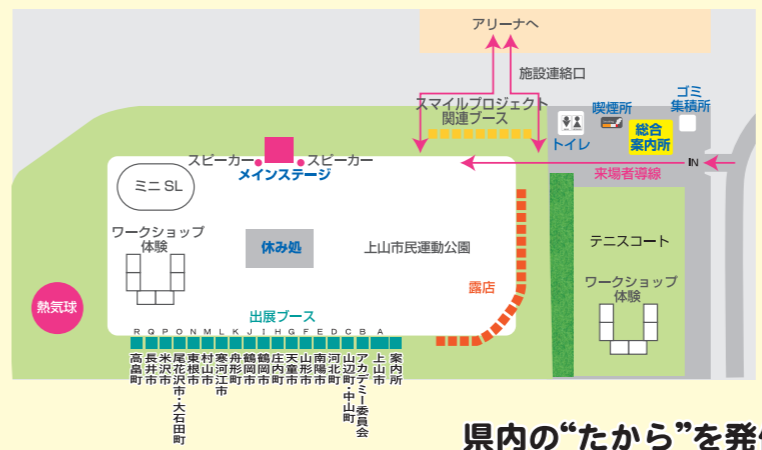 アリーナへ
施設連絡口
スマイルプロジェクト
関連ブース
喫煙所
ゴミ
集積所
トイレ
総合
案内所
IN
来場者導線
スピーカー
スピーカー
メインステージ
ミニSL
ワークショップ
体験
休み処
上山市民運動公園
テニスコート
ワークショップ
体験
露店
熱気球
出展ブース
R Q P O N M L K J I H G F E D C B A
高畠町
長井市
米沢市
尾花沢市・大石田町
東根市
村山市
寒河江市
舟形町
鶴岡市
鶴岡市
庄内町
天童市
山形市
南陽市
河北町
山辺町・中山町
アカデミー委員会
上山市
案内所
県内の“たから”を発